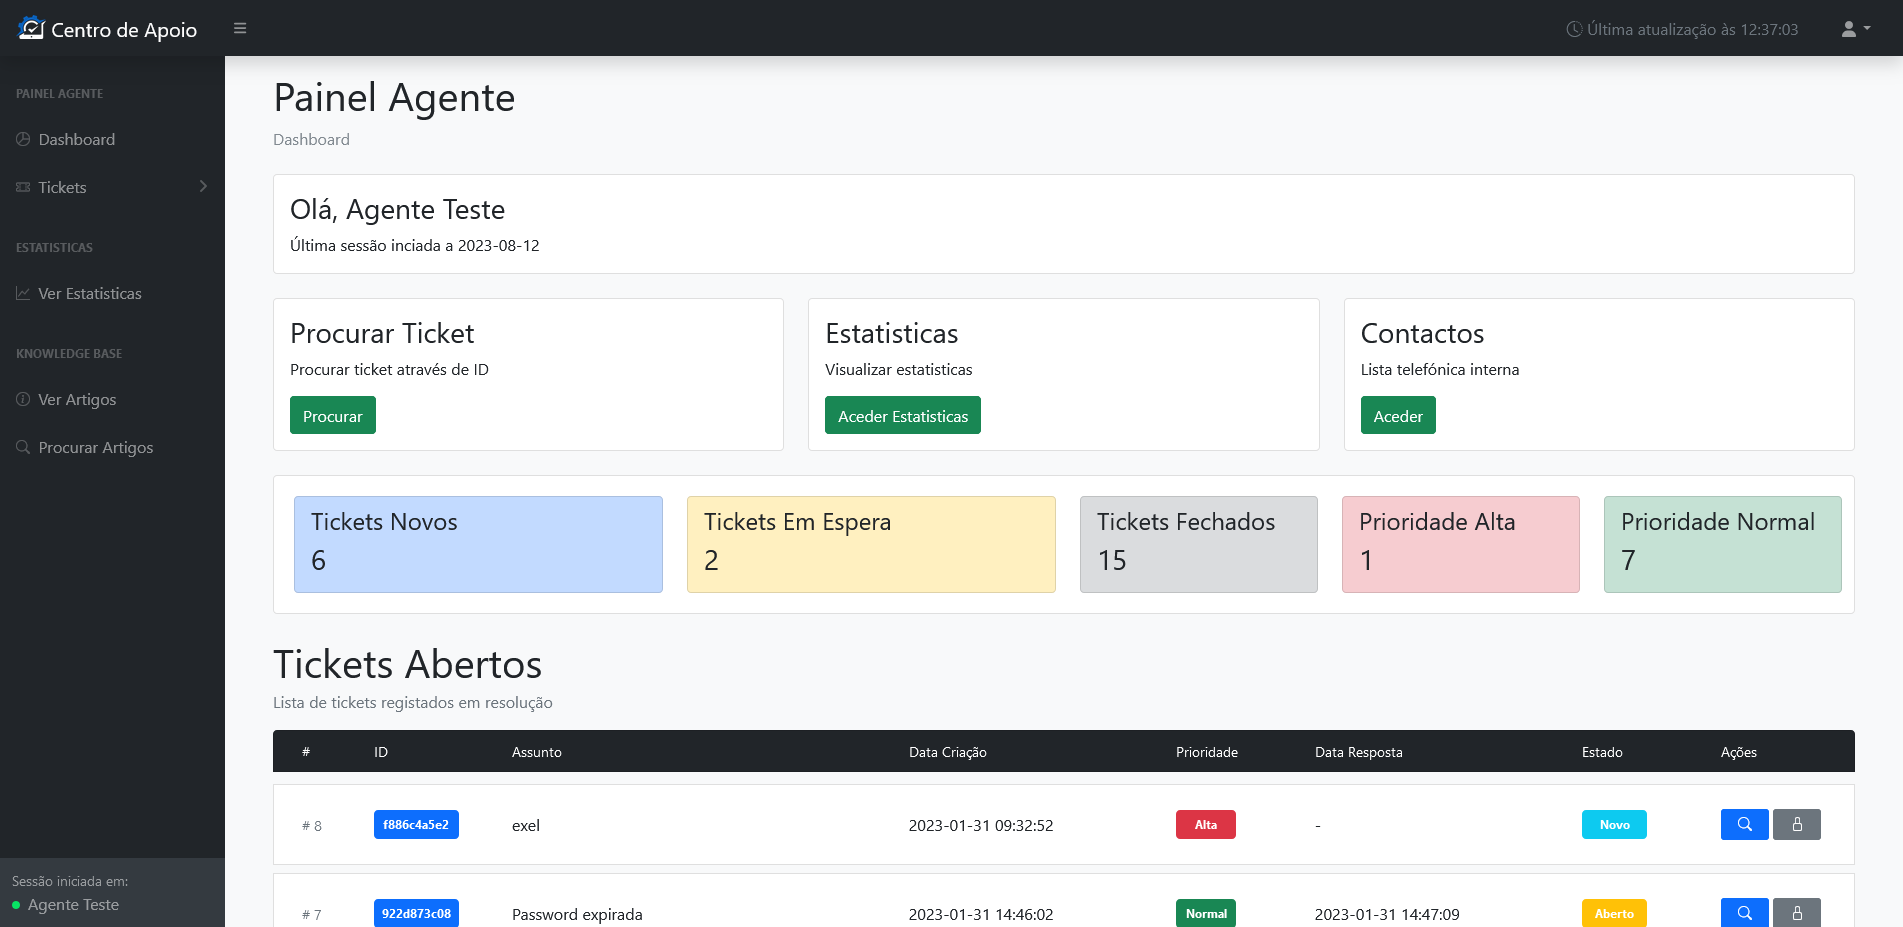 Centro de Apoio
Última atualização às 12:37:03
PAINEL AGENTE
Dashboard
Tickets
ESTATISTICAS
Ver Estatisticas
KNOWLEDGE BASE
Ver Artigos
Procurar Artigos
Sessão iniciada em:
Agente Teste
Painel Agente
Dashboard
Olá, Agente Teste
Última sessão inciada a 2023-08-12
Procurar Ticket
Procurar ticket através de ID
Procurar
Estatisticas
Visualizar estatisticas
Aceder Estatisticas
Contactos
Lista telefónica interna
Aceder
Tickets Novos
6
Tickets Em Espera
2
Tickets Fechados
15
Prioridade Alta
1
Prioridade Normal
7
Tickets Abertos
Lista de tickets registados em resolução
# ID Assunto Data Criação Prioridade Data Resposta Estado Ações
# 8 f886c4a5e2 exel 2023-01-31 09:32:52 Alta - Novo
# 7 922d873c08 Password expirada 2023-01-31 14:46:02 Normal 2023-01-31 14:47:09 Aberto